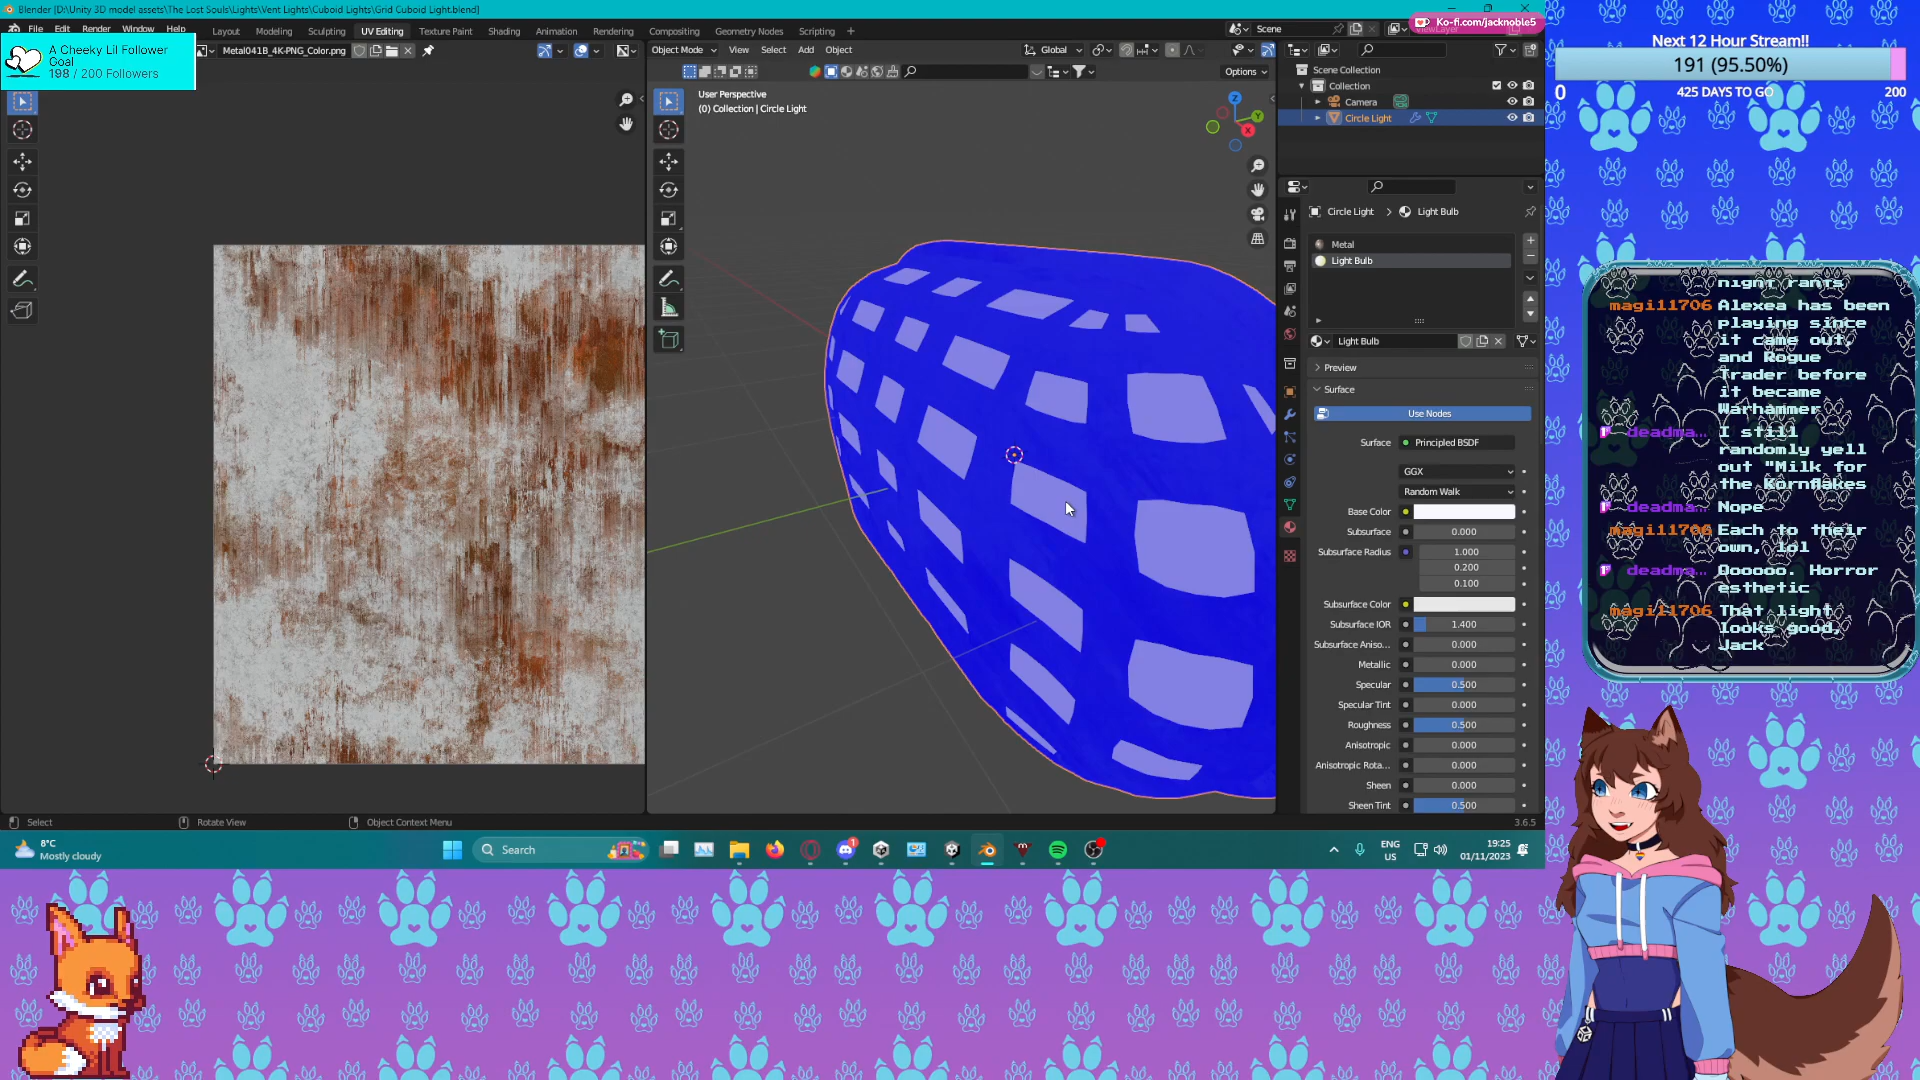 Blender [D:\Unity 3D model assets\The Lost Souls\Lights\Vent Lights\Cuboid Lights\Grid Cuboid Light.blend]
File Edit Render Window Help Layout Modeling Sculpting UV Editing Texture Paint Shading Animation Rendering Compositing Geometry Nodes Scripting +
Scene
Ko-fi.com/jacknoble5
ViewLayer
A Cheeky Lil Follower
Goal
198 / 200 Followers
Metal041B_4K-PNG_Color.png
Object Mode View Select Add Object
Global
Options
User Perspective
(0) Collection | Circle Light
Z
Y
X
Scene Collection
Collection
Camera
Circle Light
Circle Light > Light Bulb
Metal
Light Bulb
Light Bulb
Preview
Surface
Use Nodes
Surface Principled BSDF
GGX
Random Walk
Base Color
Subsurface 0.000
Subsurface Radius 1.000
0.200
0.100
Subsurface Color
Subsurface IOR 1.400
Subsurface Aniso... 0.000
Metallic 0.000
Specular 0.500
Specular Tint 0.000
Roughness 0.500
Anisotropic 0.000
Anisotropic Rota... 0.000
Sheen 0.000
Sheen Tint 0.500
Select Rotate View Object Context Menu
3.6.5
8°C
Mostly cloudy
Search
ENG
US
19:25
01/11/2023
Next 12 Hour Stream!!
191 (95.50%)
0 425 DAYS TO GO 200
night rants
magi11706 Alexea has been
playing since
it came out,
and Rogue
Trader before
it became
Warhammer
deadma... I still
randomly yell
out "Milk for
the Kornflakes
deadma... Nope
magi11706 Each to their
own, lol
deadma... Oooooo. Horror
esthetic
magi11706 That light
looks good,
Jack